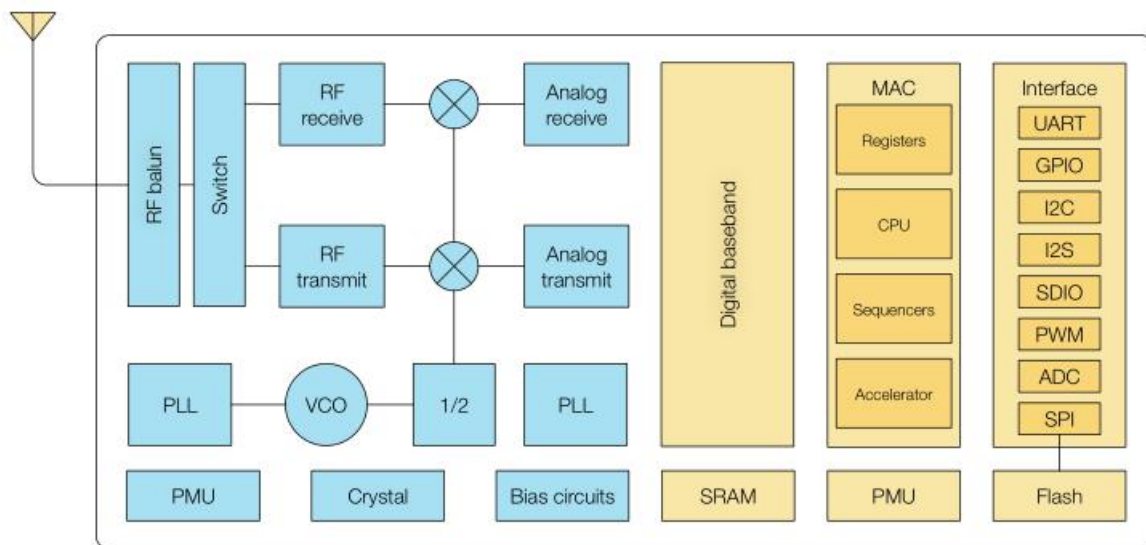 RF balun
Switch
RF
receive
Analog
receive
RF
transmit
Analog
transmit
PLL
VCO
1/2
PLL
PMU
Crystal
Bias circuits
Digital baseband
SRAM
MAC
Registers
CPU
Sequencers
Accelerator
PMU
Interface
UART
GPIO
I2C
I2S
SDIO
PWM
ADC
SPI
Flash